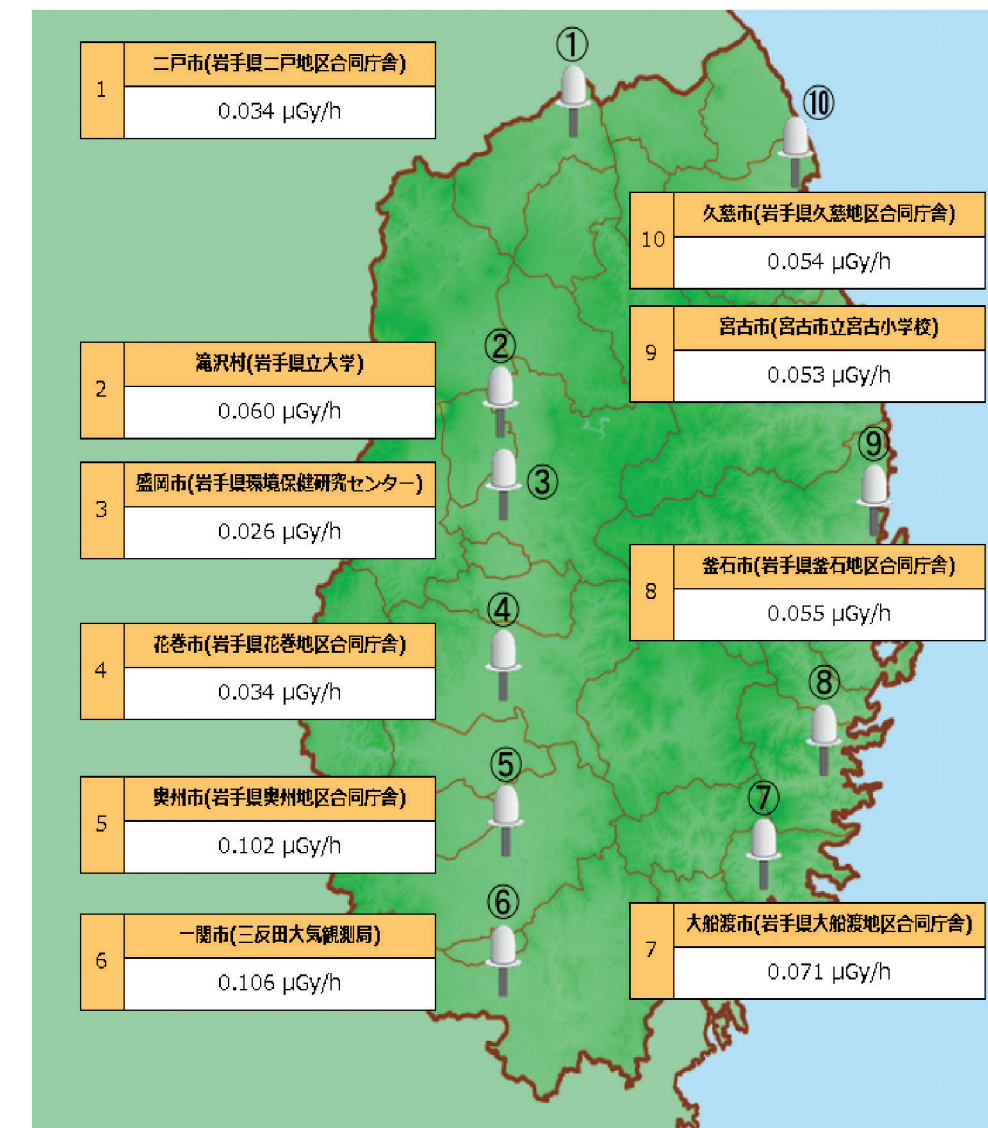 ①
1
二戸市(岩手県二戸地区合同庁舎)
0.034 μGy/h
⑩
10
久慈市(岩手県久慈地区合同庁舎)
0.054 μGy/h
9
宮古市(宮古市立宮古小学校)
0.053 μGy/h
②
2
滝沢村(岩手県立大学)
0.060 μGy/h
⑨
3
盛岡市(岩手県環境保健研究センター)
0.026 μGy/h
③
8
釜石市(岩手県釜石地区合同庁舎)
0.055 μGy/h
④
4
花巻市(岩手県花巻地区合同庁舎)
0.034 μGy/h
⑧
⑤
5
奥州市(岩手県奥州地区合同庁舎)
0.102 μGy/h
⑦
⑥
6
一関市(三反田大気観測局)
0.106 μGy/h
7
大船渡市(岩手県大船渡地区合同庁舎)
0.071 μGy/h